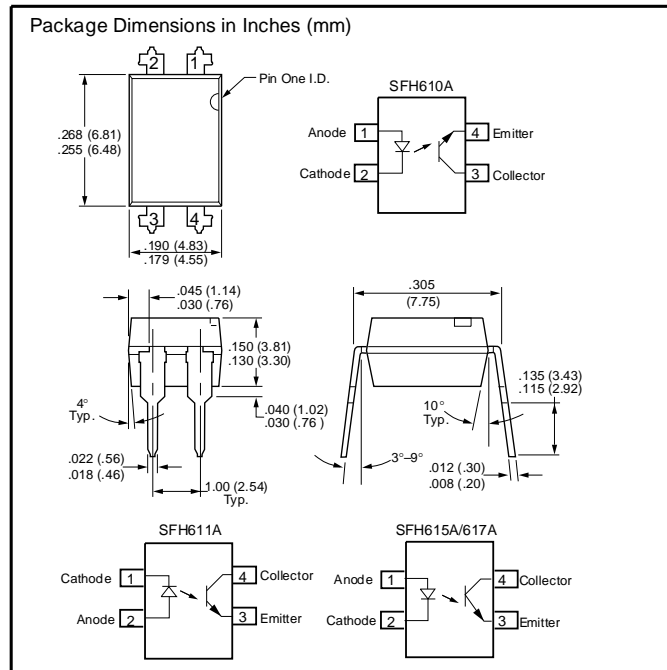 Package Dimensions in Inches (mm)
2 1
Pin One I.D.
.268 (6.81)
.255 (6.48)
3 4
.190 (4.83)
.179 (4.55)
SFH610A
Anode 1 4 Emitter
Cathode 2 3 Collector
.045 (1.14)
.030 (.76)
.150 (3.81)
.130 (3.30)
4°
Typ.
.040 (1.02)
.030 (.76 )
.022 (.56)
.018 (.46)
1.00 (2.54)
Typ.
.305
(7.75)
.135 (3.43)
.115 (2.92)
10°
Typ.
3°–9°
.012 (.30)
.008 (.20)
SFH611A
Cathode 1 4 Collector
Anode 2 3 Emitter
SFH615A/617A
Anode 1 4 Collector
Cathode 2 3 Emitter